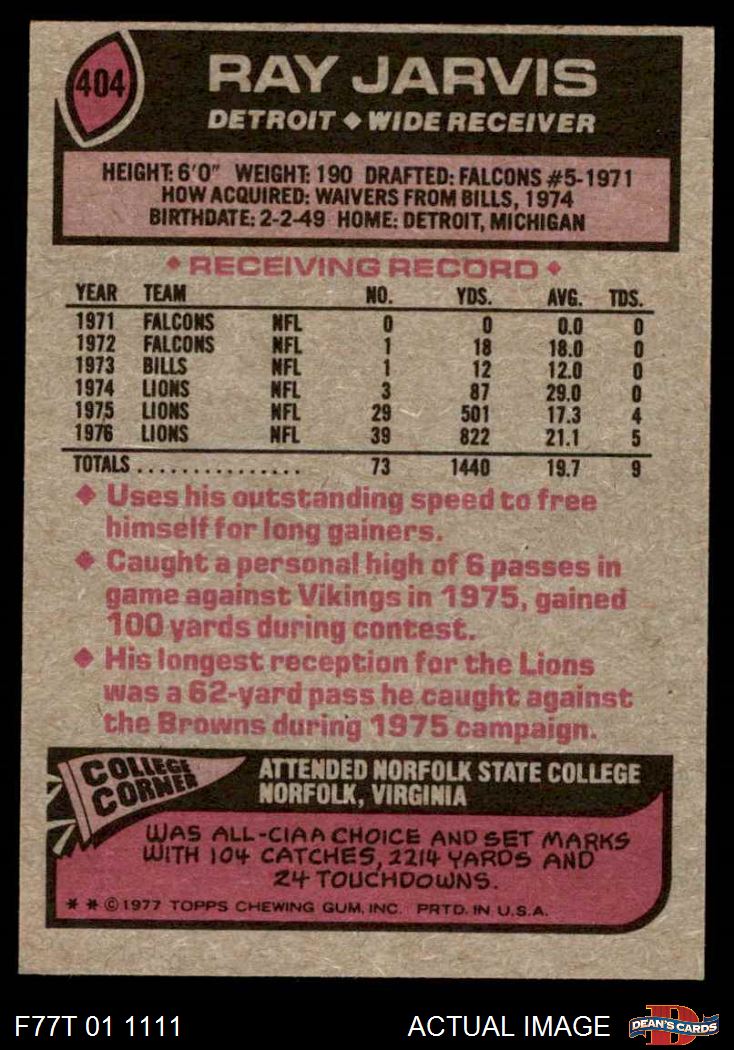 404
RAY JARVIS
DETROIT ◆ WIDE RECEIVER
HEIGHT: 6'0" WEIGHT: 190 DRAFTED: FALCONS #5-1971
HOW ACQUIRED: WAIVERS FROM BILLS, 1974
BIRTHDATE: 2-2-49 HOME: DETROIT, MICHIGAN
◆ RECEIVING RECORD ◆
YEAR TEAM NO. YDS. AVG. TDS.
1971 FALCONS NFL 0 0 0.0 0
1972 FALCONS NFL 1 18 18.0 0
1973 BILLS NFL 1 12 12.0 0
1974 LIONS NFL 3 87 29.0 0
1975 LIONS NFL 29 501 17.3 4
1976 LIONS NFL 39 822 21.1 5
TOTALS ............... 73 1440 19.7 9
◆ Uses his outstanding speed to free
himself for long gainers.
◆ Caught a personal high of 6 passes in
game against Vikings in 1975, gained
100 yards during contest.
◆ His longest reception for the Lions
was a 62-yard pass he caught against
the Browns during 1975 campaign.
COLLEGE
CORNER
ATTENDED NORFOLK STATE COLLEGE
NORFOLK, VIRGINIA
WAS ALL-CIAA CHOICE AND SET MARKS
WITH 104 CATCHES, 2214 YARDS AND
24 TOUCHDOWNS.
* * © 1977 TOPPS CHEWING GUM, INC. PRTD. IN U.S.A.
F77T 01 1111 ACTUAL IMAGE
D
DEAN'S CARDS